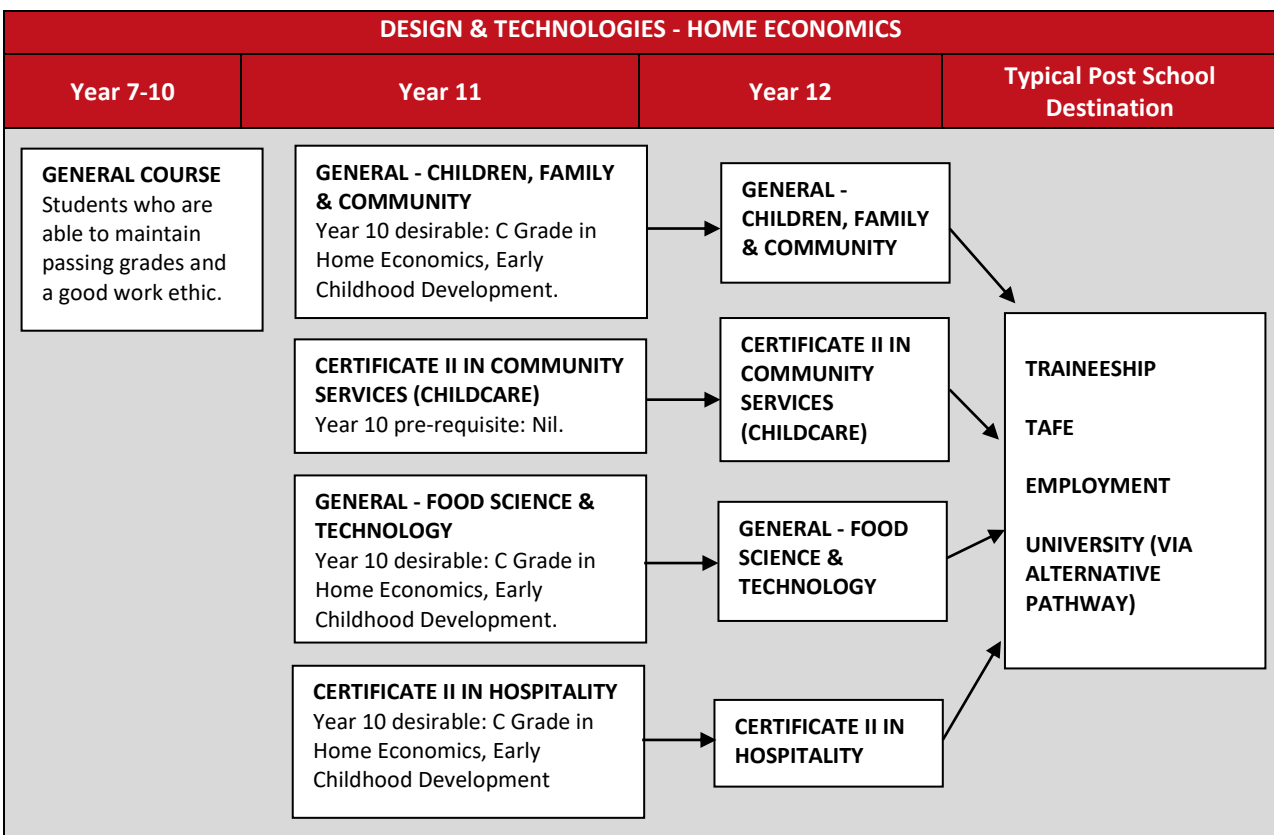 DESIGN & TECHNOLOGIES - HOME ECONOMICS
Year 7-10
Year 11
Year 12
Typical Post School
Destination
GENERAL COURSE
Students who are
able to maintain
passing grades and
a good work ethic.
GENERAL - CHILDREN, FAMILY
& COMMUNITY
Year 10 desirable: C Grade in
Home Economics, Early
Childhood Development.
CERTIFICATE II IN COMMUNITY
SERVICES (CHILDCARE)
Year 10 pre-requisite: Nil.
GENERAL - FOOD SCIENCE &
TECHNOLOGY
Year 10 desirable: C Grade in
Home Economics, Early
Childhood Development.
CERTIFICATE II IN HOSPITALITY
Year 10 desirable: C Grade in
Home Economics, Early
Childhood Development
GENERAL -
CHILDREN, FAMILY
& COMMUNITY
CERTIFICATE II IN
COMMUNITY
SERVICES
(CHILDCARE)
GENERAL - FOOD
SCIENCE &
TECHNOLOGY
CERTIFICATE II IN
HOSPITALITY
TRAINEESHIP
TAFE
EMPLOYMENT
UNIVERSITY (VIA
ALTERNATIVE
PATHWAY)